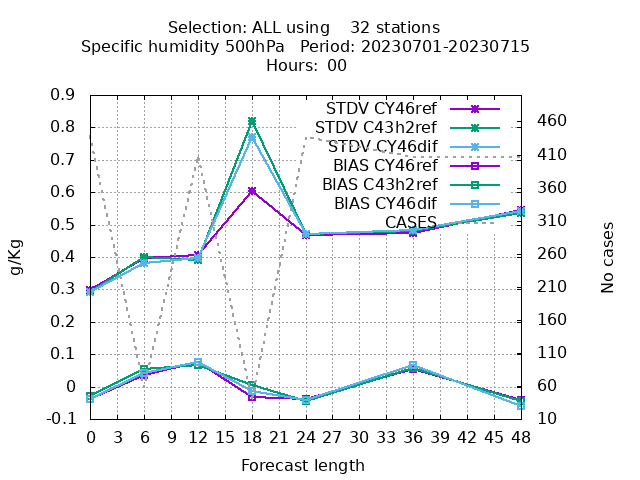 Selection: ALL using    32 stations
Specific humidity 500hPa   Period: 20230701-20230715
Hours: 00
0.9
0.8
0.7
0.6
0.5
0.4
0.3
0.2
0.1
0
-0.1
g/Kg
STDV CY46ref
STDV C43h2ref
STDV CY46dif
BIAS CY46ref
BIAS C43h2ref
BIAS CY46dif
CASES
460
410
360
310
260
210
160
110
60
10
No cases
0 3 6 9 12 15 18 21 24 27 30 33 36 39 42 45 48
Forecast length